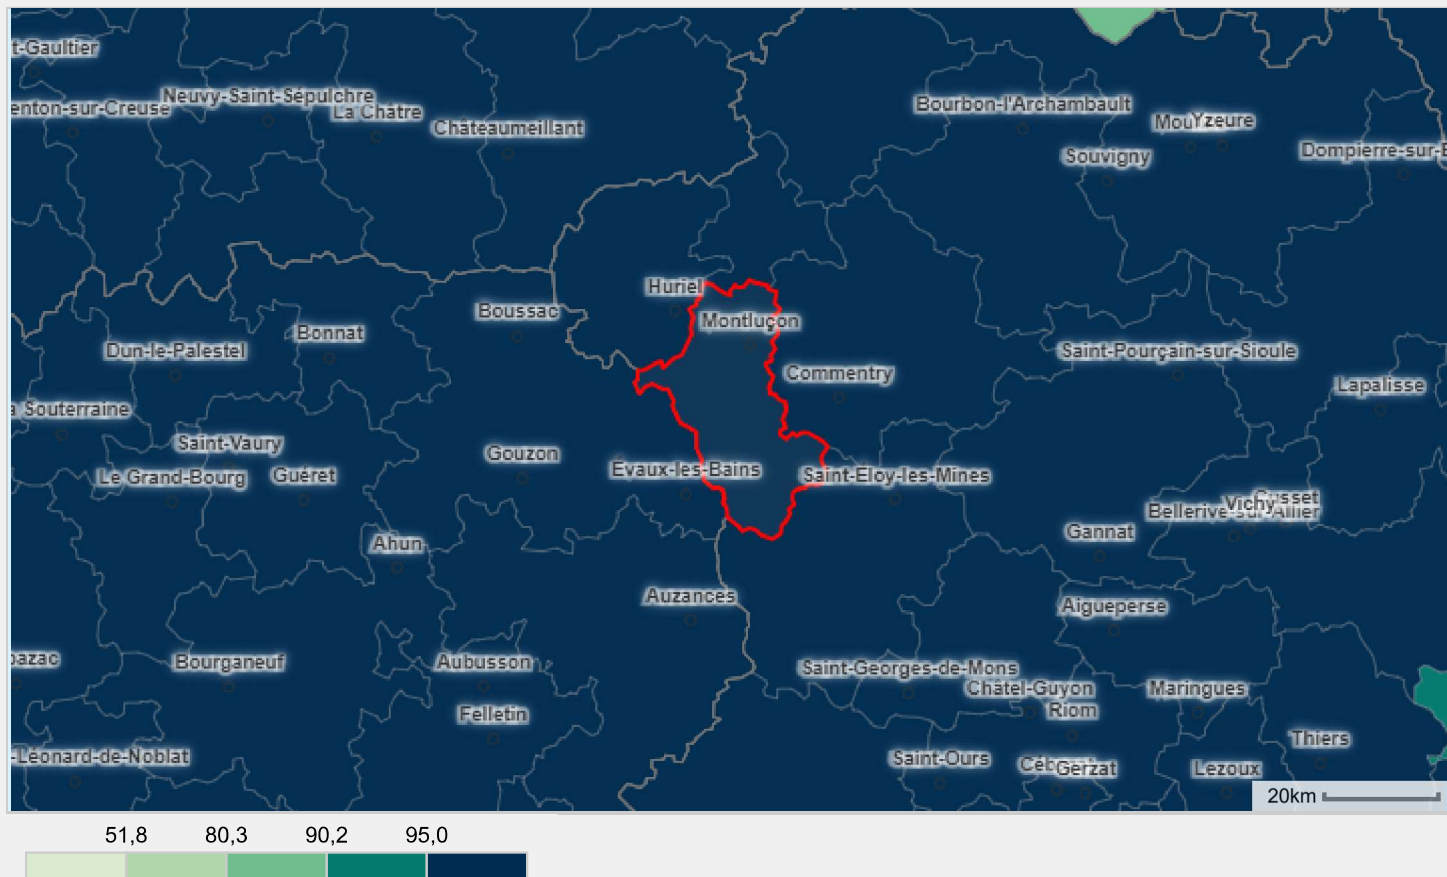 t-Gaultier
Neuvy-Saint-Sépulchre
enton-sur-Creuse
La Châtre
Châteaumeillant
Bourbon-l'Archambault
Mou
Yzeure
Souvigny
Dompierre-sur-B
Huriel
Montluçon
Boussac
Bonnat
Dun-le-Palestel
Saint-Pourçain-sur-Sioule
Commentry
Lapalisse
a Souterraine
Saint-Vaury
Gouzon
Le Grand-Bourg
Guéret
Évaux-les-Bains
Saint-Éloy-les-Mines
Cusset
Vichy
Bellerive-sur-Allier
Gannat
Ahun
Auzances
Aigueperse
bazac
Bourganeuf
Aubusson
Saint-Georges-de-Mons
Châtel-Guyon
Maringues
Felletin
Riom
Thiers
-Léonard-de-Noblat
Saint-Ours
Céb
Gerzat
Lezoux
20km
51,8 80,3 90,2 95,0